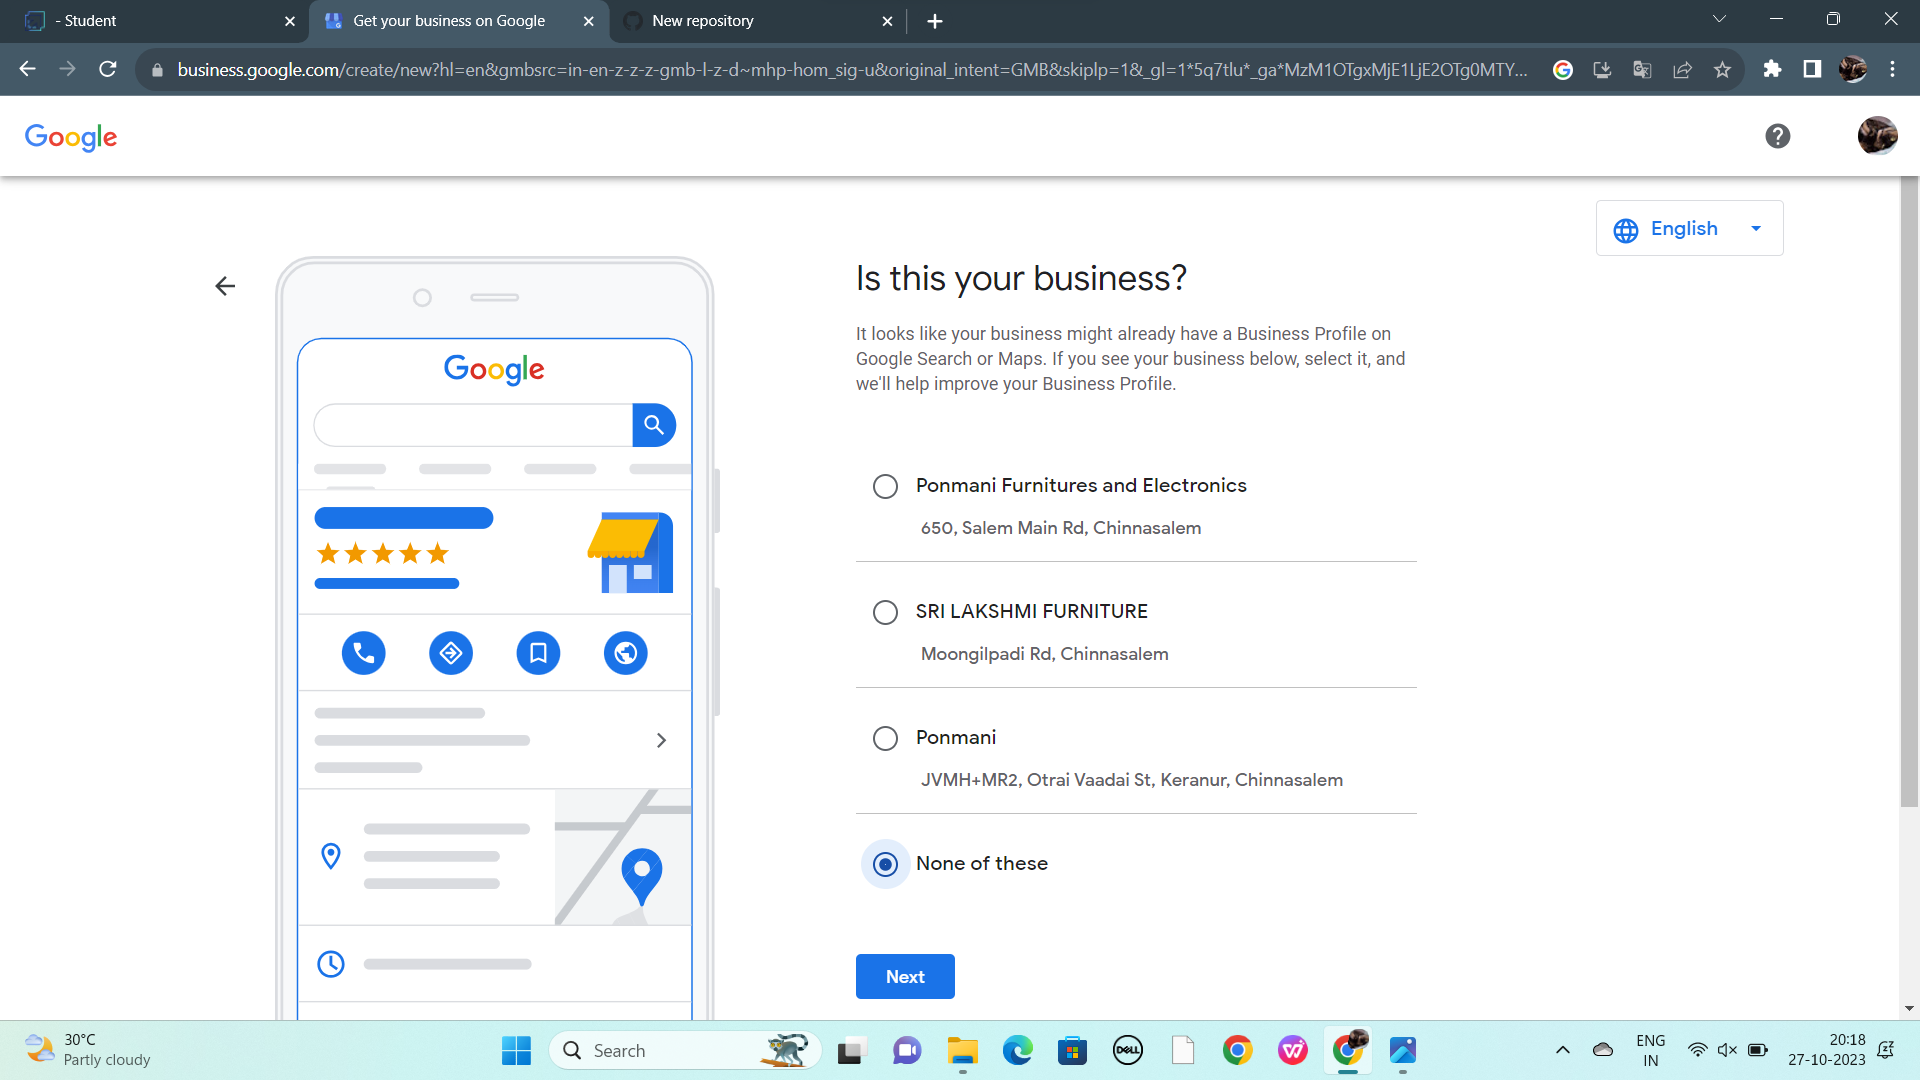 - Student
Get your business on Google
New repository
business.google.com/create/new?hl=en&gmbsrc=in-en-z-z-z-gmb-l-z-d~mhp-hom_sig-u&original_intent=GMB&skiplp=1&_gl=1*5q7tlu*_ga*MzM1OTgxMjE1LjE2OTg0MTY...
Google
English
Google
Is this your business?
It looks like your business might already have a Business Profile on
Google Search or Maps. If you see your business below, select it, and
we'll help improve your Business Profile.
Ponmani Furnitures and Electronics
650, Salem Main Rd, Chinnasalem
SRI LAKSHMI FURNITURE
Moongilpadi Rd, Chinnasalem
Ponmani
JVMH+MR2, Otrai Vaadai St, Keranur, Chinnasalem
None of these
Next
30°C
Partly cloudy
Search
DELL
ENG
IN
20:18
27-10-2023